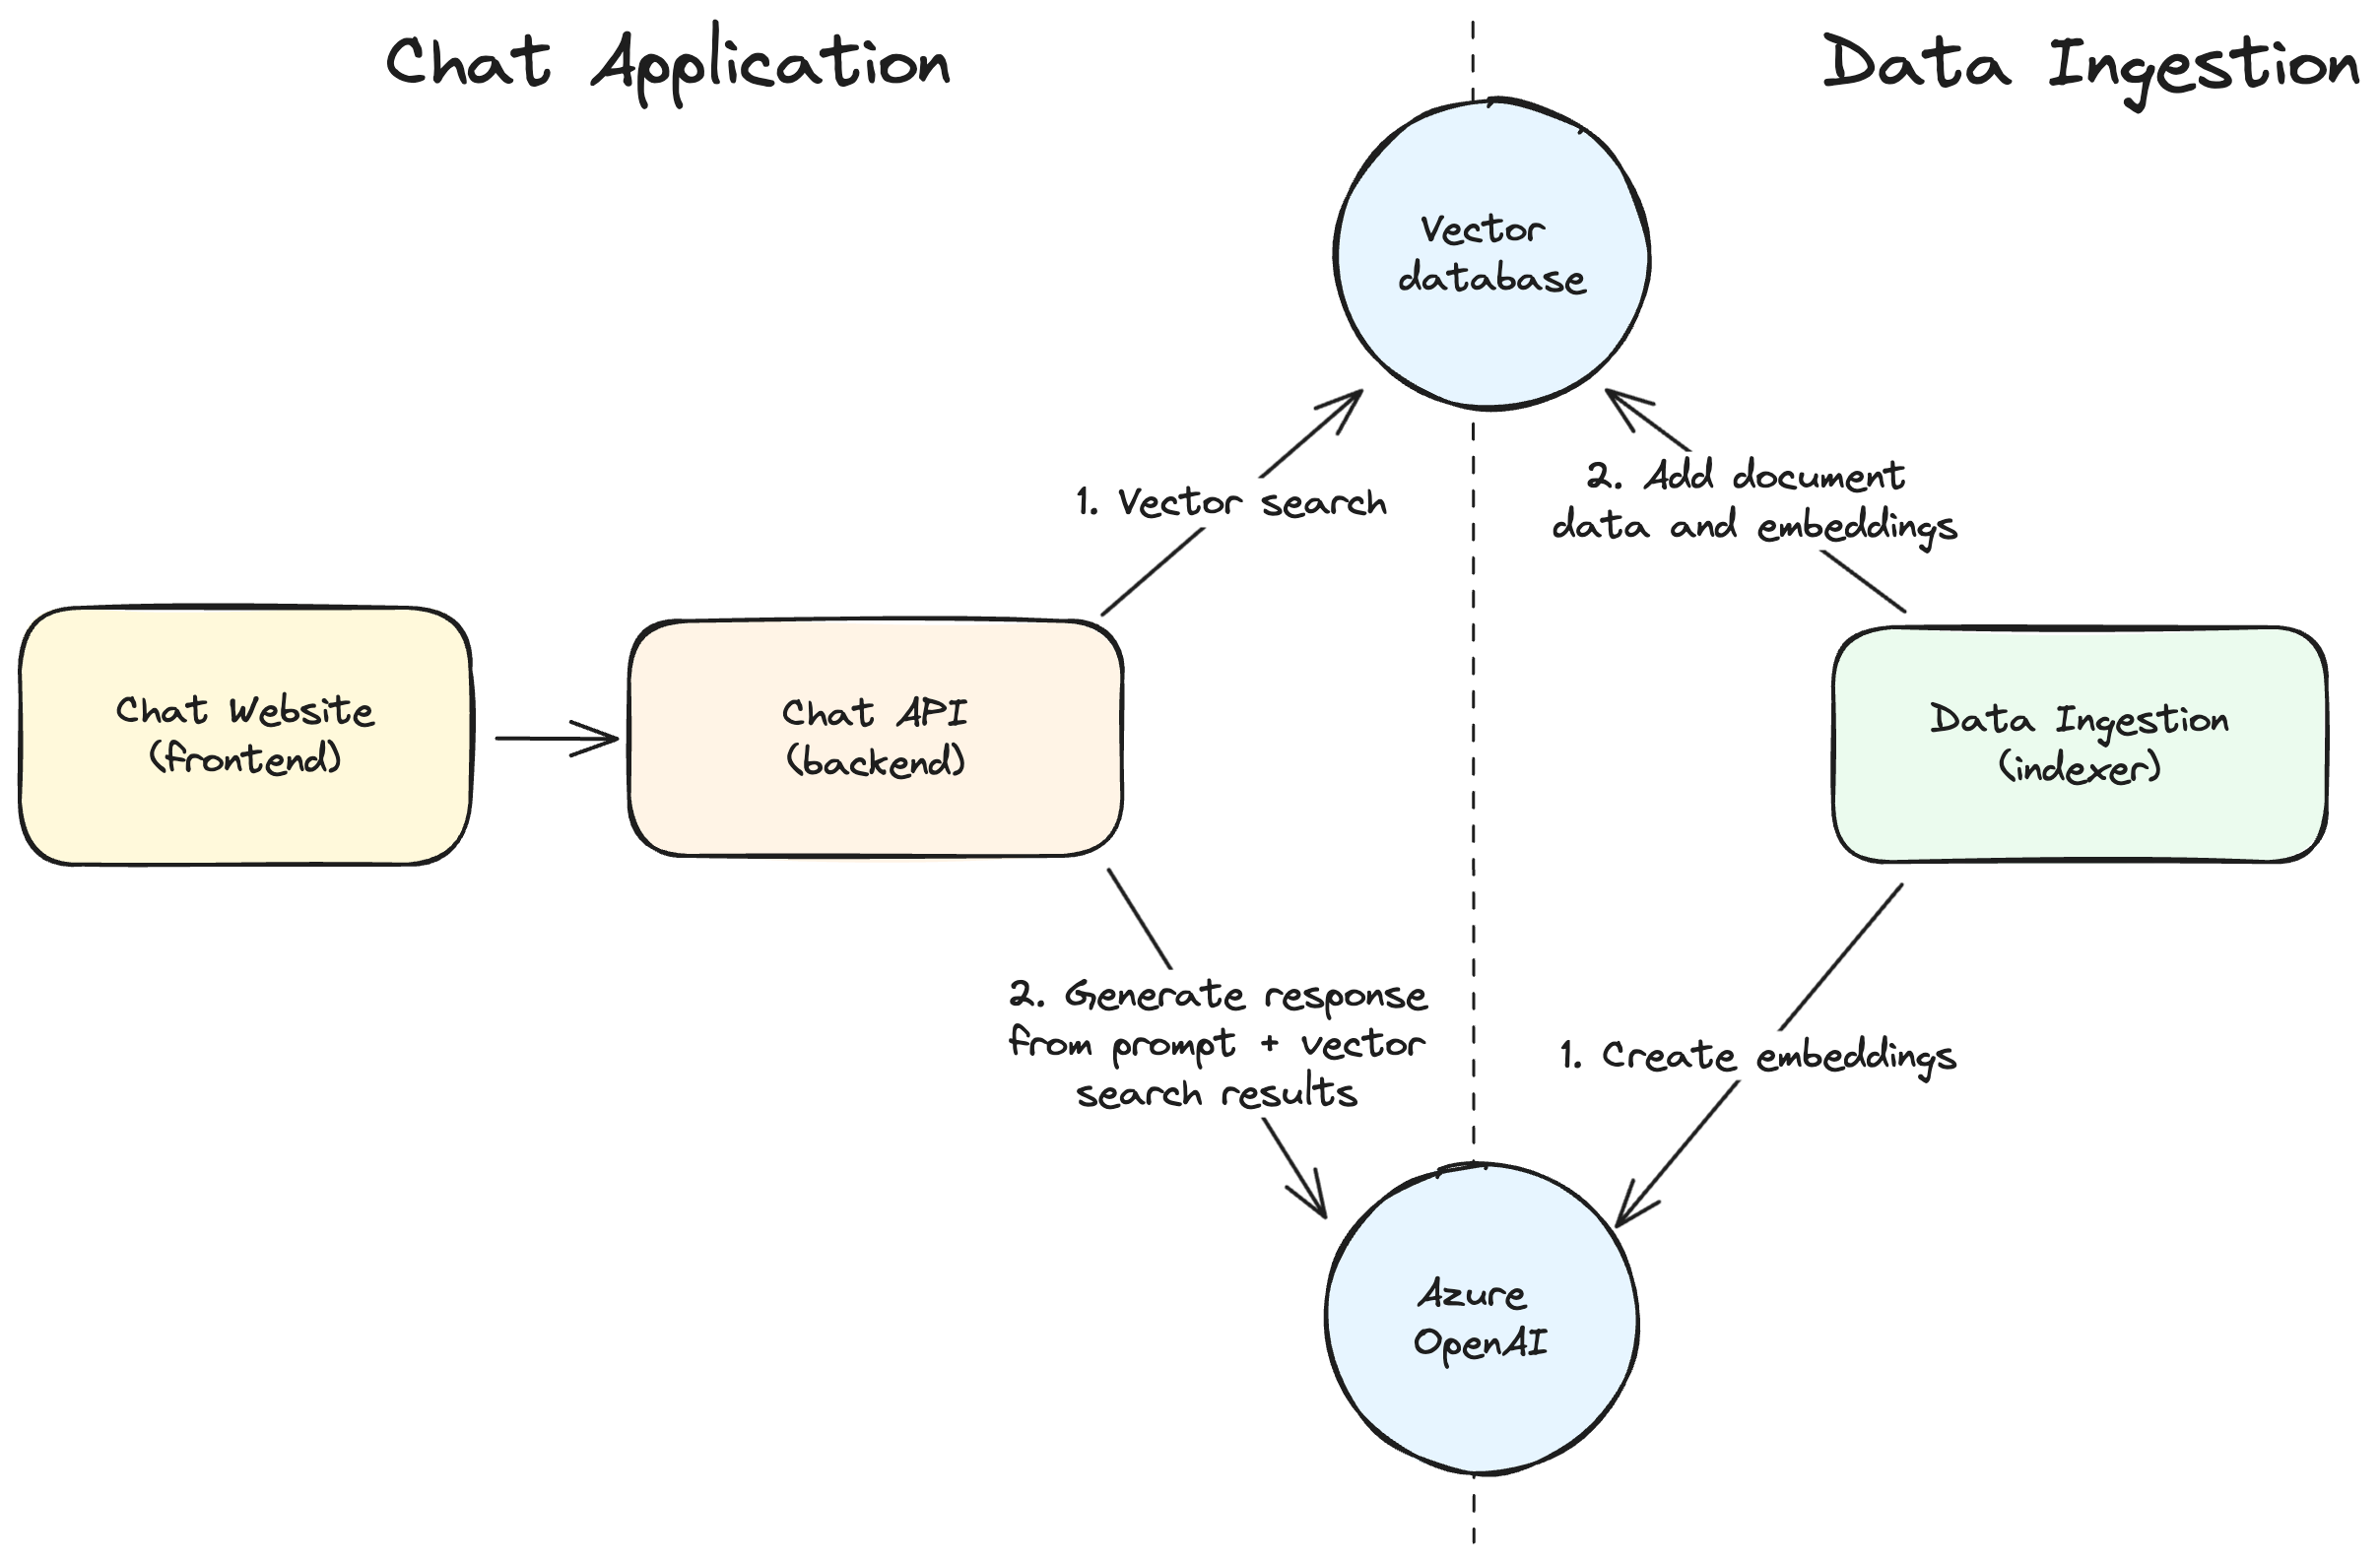 Chat Application
Data Ingestion
Vector
database
1. Vector search
2. Add document
data and embeddings
Chat Website
(frontend)
Chat API
(backend)
Data Ingestion
(indexer)
2. Generate response
from prompt + vector
search results
1. Create embeddings
Azure
OpenAI